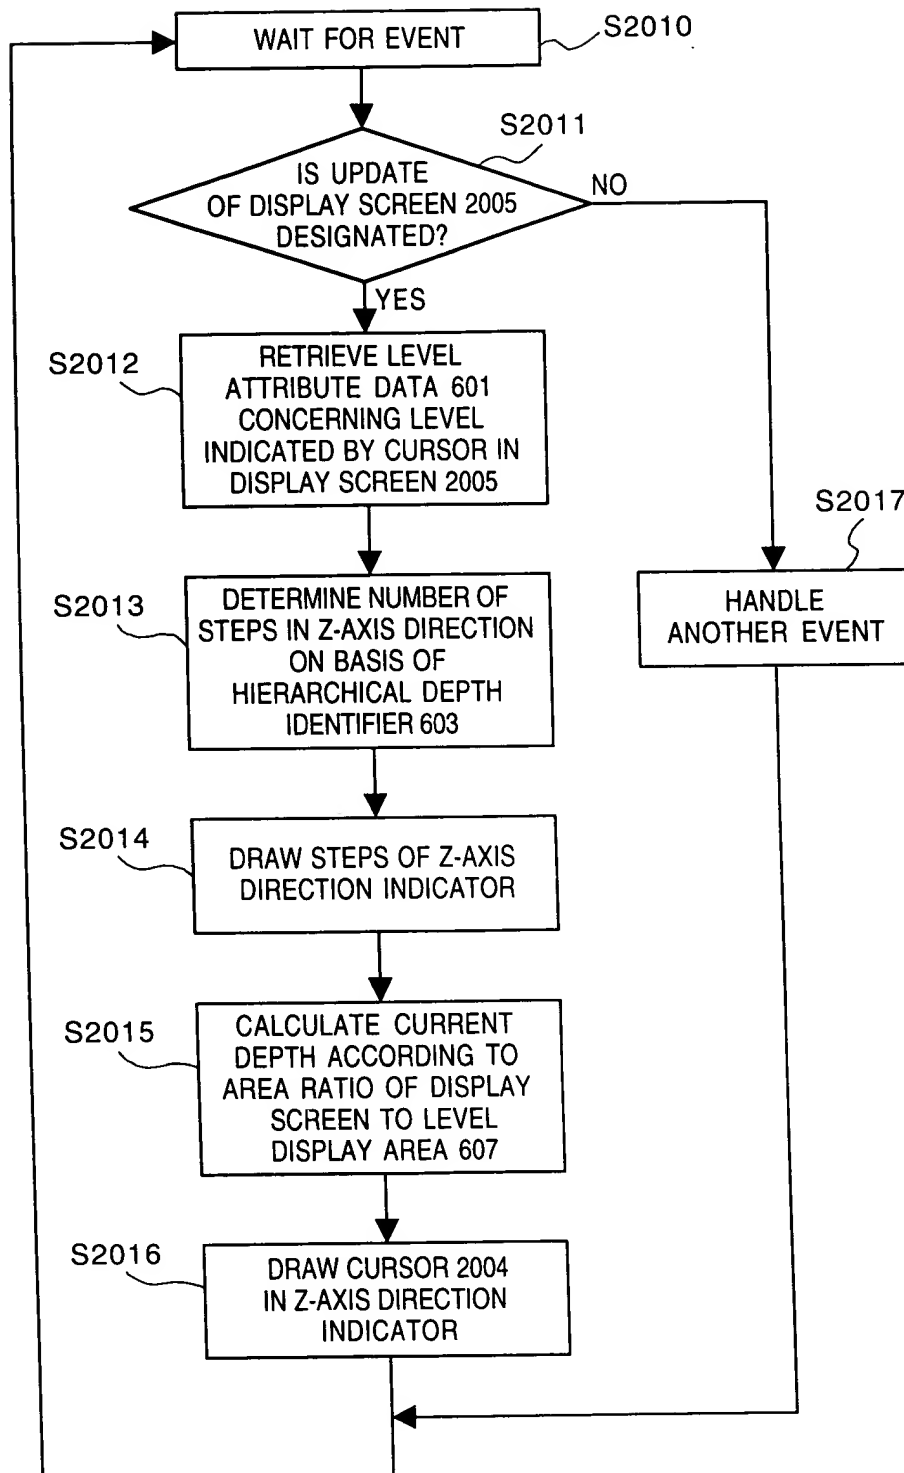 WAIT FOR EVENT
S2010
S2011
IS UPDATE
OF DISPLAY SCREEN 2005
DESIGNATED?
NO
YES
S2012
RETRIEVE LEVEL
ATTRIBUTE DATA 601
CONCERNING LEVEL
INDICATED BY CURSOR IN
DISPLAY SCREEN 2005
S2017
HANDLE
ANOTHER EVENT
S2013
DETERMINE NUMBER OF
STEPS IN Z-AXIS DIRECTION
ON BASIS OF
HIERARCHICAL DEPTH
IDENTIFIER 603
S2014
DRAW STEPS OF Z-AXIS
DIRECTION INDICATOR
S2015
CALCULATE CURRENT
DEPTH ACCORDING TO
AREA RATIO OF DISPLAY
SCREEN TO LEVEL
DISPLAY AREA 607
S2016
DRAW CURSOR 2004
IN Z-AXIS DIRECTION
INDICATOR